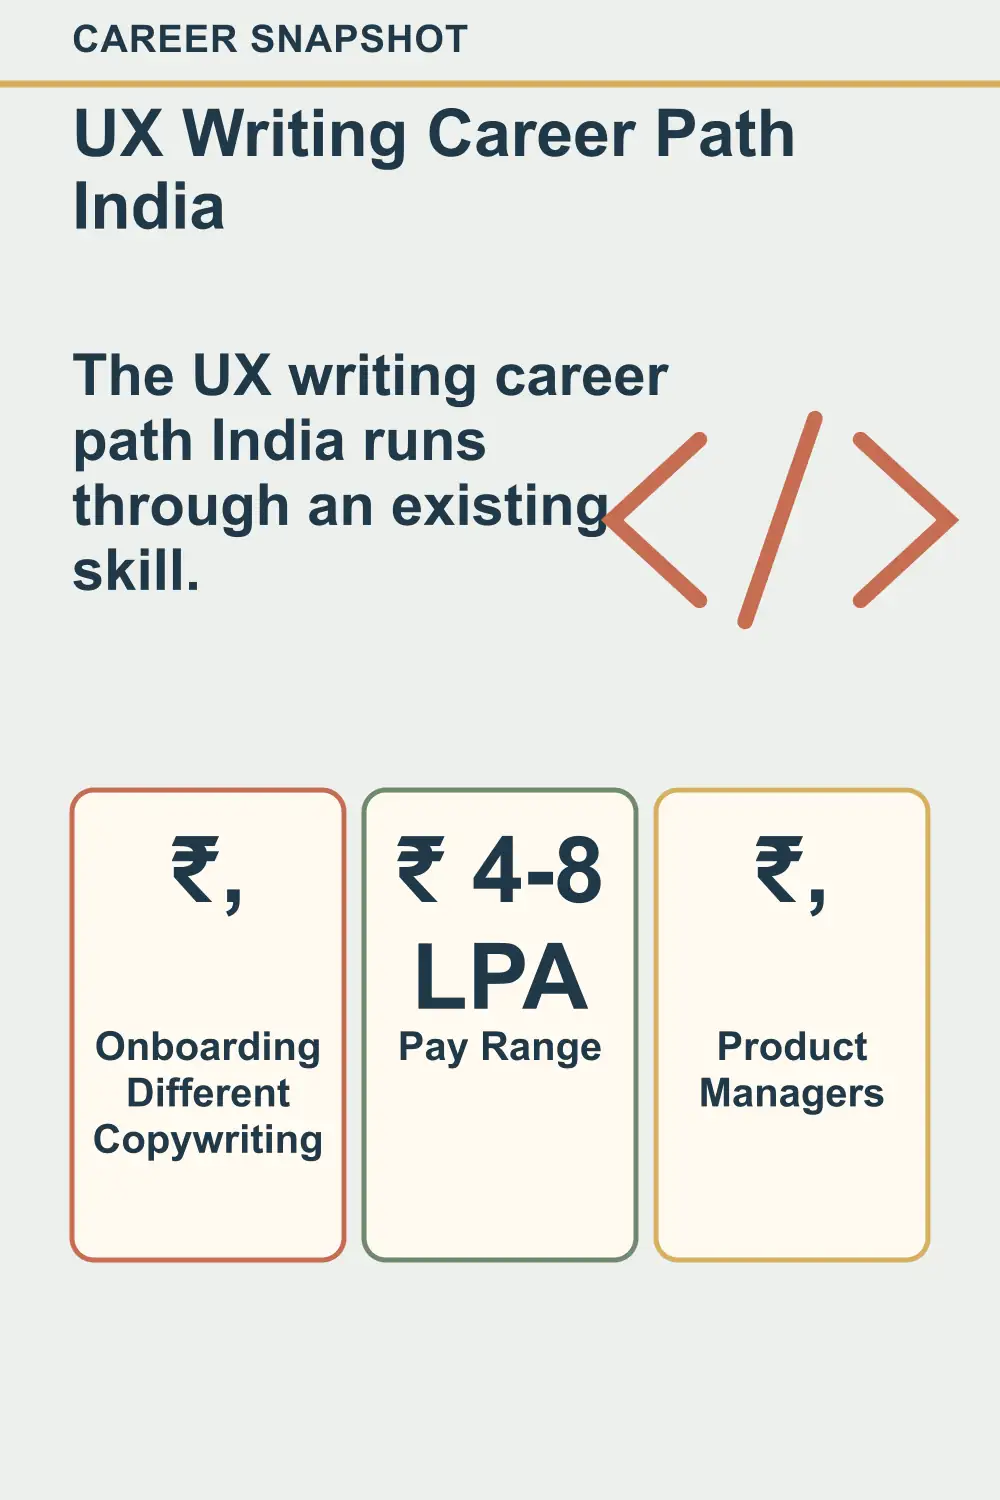 CAREER SNAPSHOT
UX Writing Career Path
India
The UX writing career
path India runs
through an existing
skill.
₹,
Onboarding
Different
Copywriting
₹ 4-8
LPA
Pay Range
₹,
Product
Managers